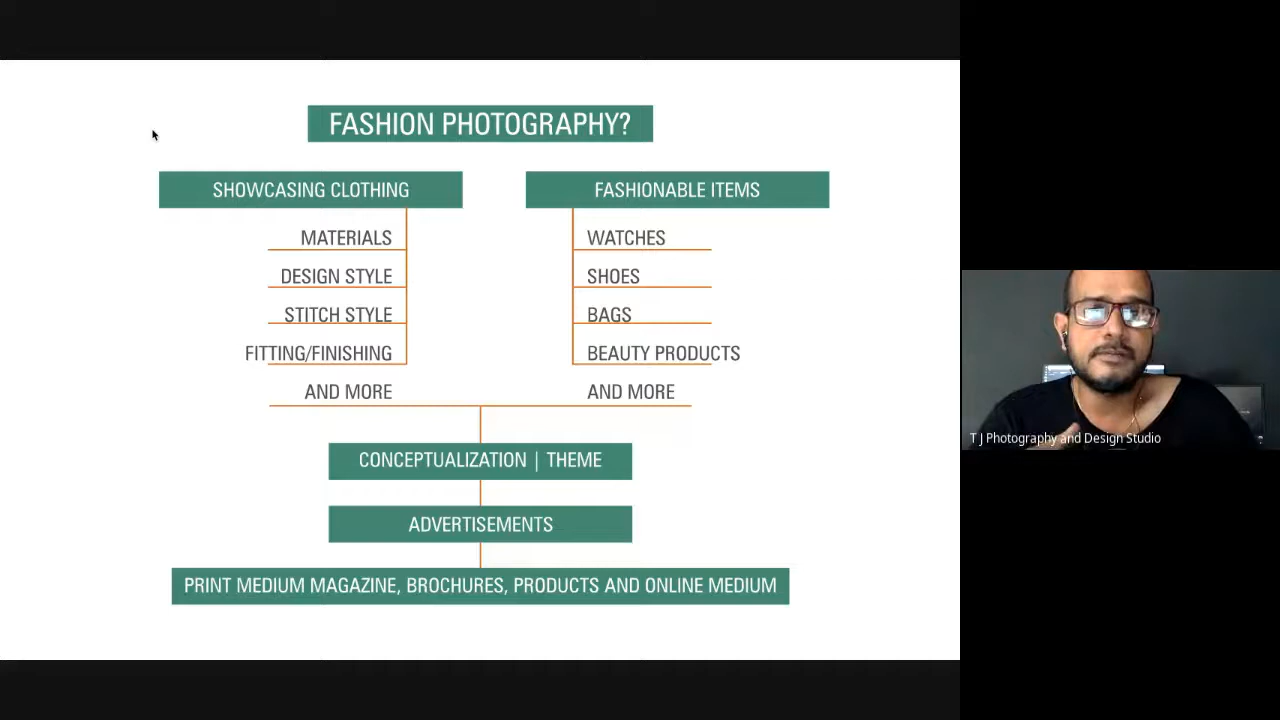 FASHION PHOTOGRAPHY?
SHOWCASING CLOTHING
MATERIALS
DESIGN STYLE
STITCH STYLE
FITTING/FINISHING
AND MORE
FASHIONABLE ITEMS
WATCHES
SHOES
BAGS
BEAUTY PRODUCTS
AND MORE
CONCEPTUALIZATION | THEME
ADVERTISEMENTS
PRINT MEDIUM MAGAZINE, BROCHURES, PRODUCTS AND ONLINE MEDIUM
T J Photography and Design Studio